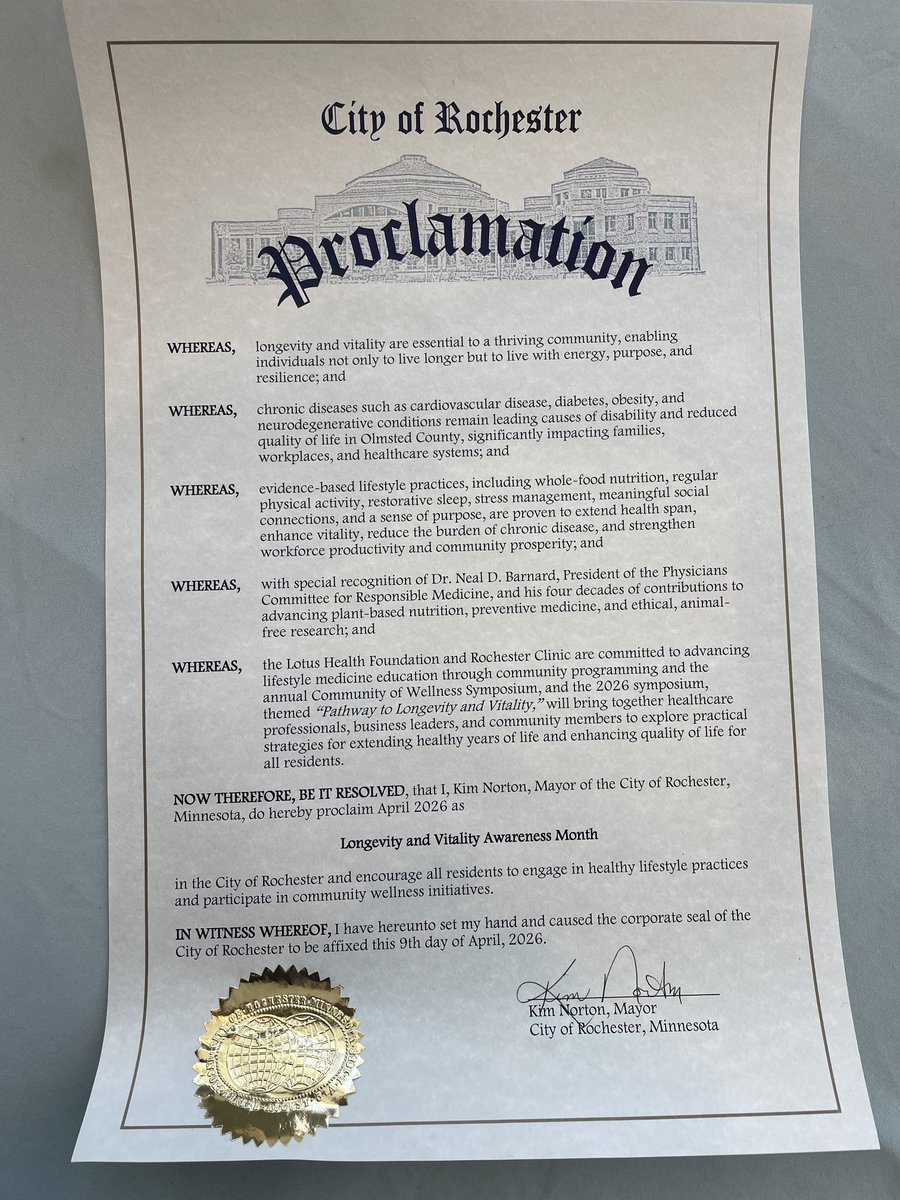 City of Rochester
Proclamation
WHEREAS, longevity and vitality are essential to a thriving community, enabling
individuals not only to live longer but to live with energy, purpose, and
resilience; and
WHEREAS, chronic diseases such as cardiovascular disease, diabetes, obesity, and
neurodegenerative conditions remain leading causes of disability and reduced
quality of life in Olmsted County, significantly impacting families,
workplaces, and healthcare systems; and
WHEREAS, evidence-based lifestyle practices, including whole-food nutrition, regular
physical activity, restorative sleep, stress management, meaningful social
connections, and a sense of purpose, are proven to extend health span,
enhance vitality, reduce the burden of chronic disease, and strengthen
workforce productivity and community prosperity; and
WHEREAS, with special recognition of Dr. Neal D. Barnard, President of the Physicians
Committee for Responsible Medicine, and his four decades of contributions to
advancing plant-based nutrition, preventive medicine, and ethical, animal-
free research; and
WHEREAS, the Lotus Health Foundation and Rochester Clinic are committed to advancing
lifestyle medicine education through community programming and the
annual Community of Wellness Symposium, and the 2026 symposium,
themed “Pathway to Longevity and Vitality,” will bring together healthcare
professionals, business leaders, and community members to explore practical
strategies for extending healthy years of life and enhancing quality of life for
all residents.
NOW THEREFORE, BE IT RESOLVED, that I, Kim Norton, Mayor of the City of Rochester,
Minnesota, do hereby proclaim April 2026 as
Longevity and Vitality Awareness Month
in the City of Rochester and encourage all residents to engage in healthy lifestyle practices
and participate in community wellness initiatives.
IN WITNESS WHEREOF, I have hereunto set my hand and caused the corporate seal of the
City of Rochester to be affixed this 9th day of April, 2026.
Kim Norton
Kim Norton, Mayor
City of Rochester, Minnesota